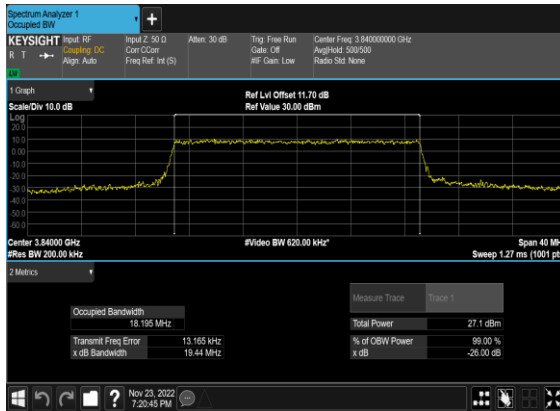 Spectrum Analyzer 1
Occupied BW
KEYSIGHT Input: RF Input Z: 50 Ω Atten: 30 dB Trig: Free Run Center Freq: 3.840000000 GHz
R T Coupling: DC Corr CCorr Gate: Off Avg|Hold: 500/500
Align: Auto Freq Ref: Int (S) #IF Gain: Low Radio Std: None
LXI
1 Graph
Ref Lvl Offset 11.70 dB
Scale/Div 10.0 dB Ref Value 30.00 dBm
Log
20.0
10.0
0.00
-10.0
-20.0
-30.0
-40.0
-50.0
-60.0
Center 3.84000 GHz #Video BW 620.00 kHz* Span 40 MH
#Res BW 200.00 kHz Sweep 1.27 ms (1001 pt
2 Metrics
Measure Trace Trace 1
Occupied Bandwidth
18.195 MHz Total Power 27.1 dBm
Transmit Freq Error 13.165 kHz % of OBW Power 99.00 %
x dB Bandwidth 19.44 MHz x dB -26.00 dB
? Nov 23, 2022
7:20:45 PM